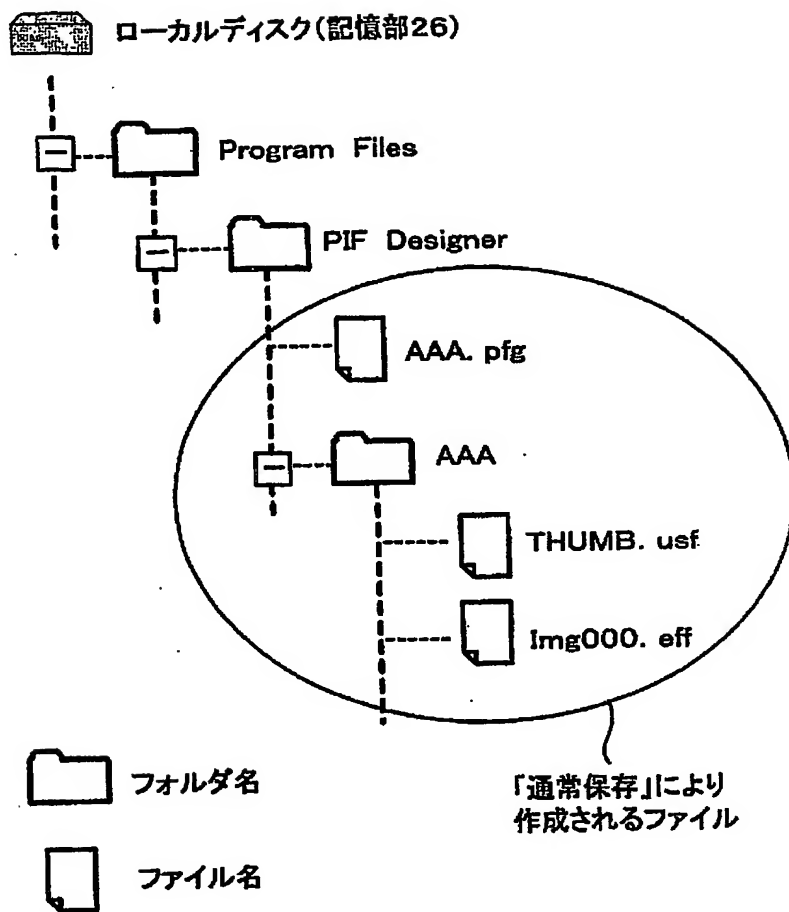 ローカルディスク(記憶部26)
Program Files
PIF Designer
AAA. pfg
AAA
THUMB. usf
Img000. eff
「通常保存」により
作成されるファイル
フォルダ名
ファイル名